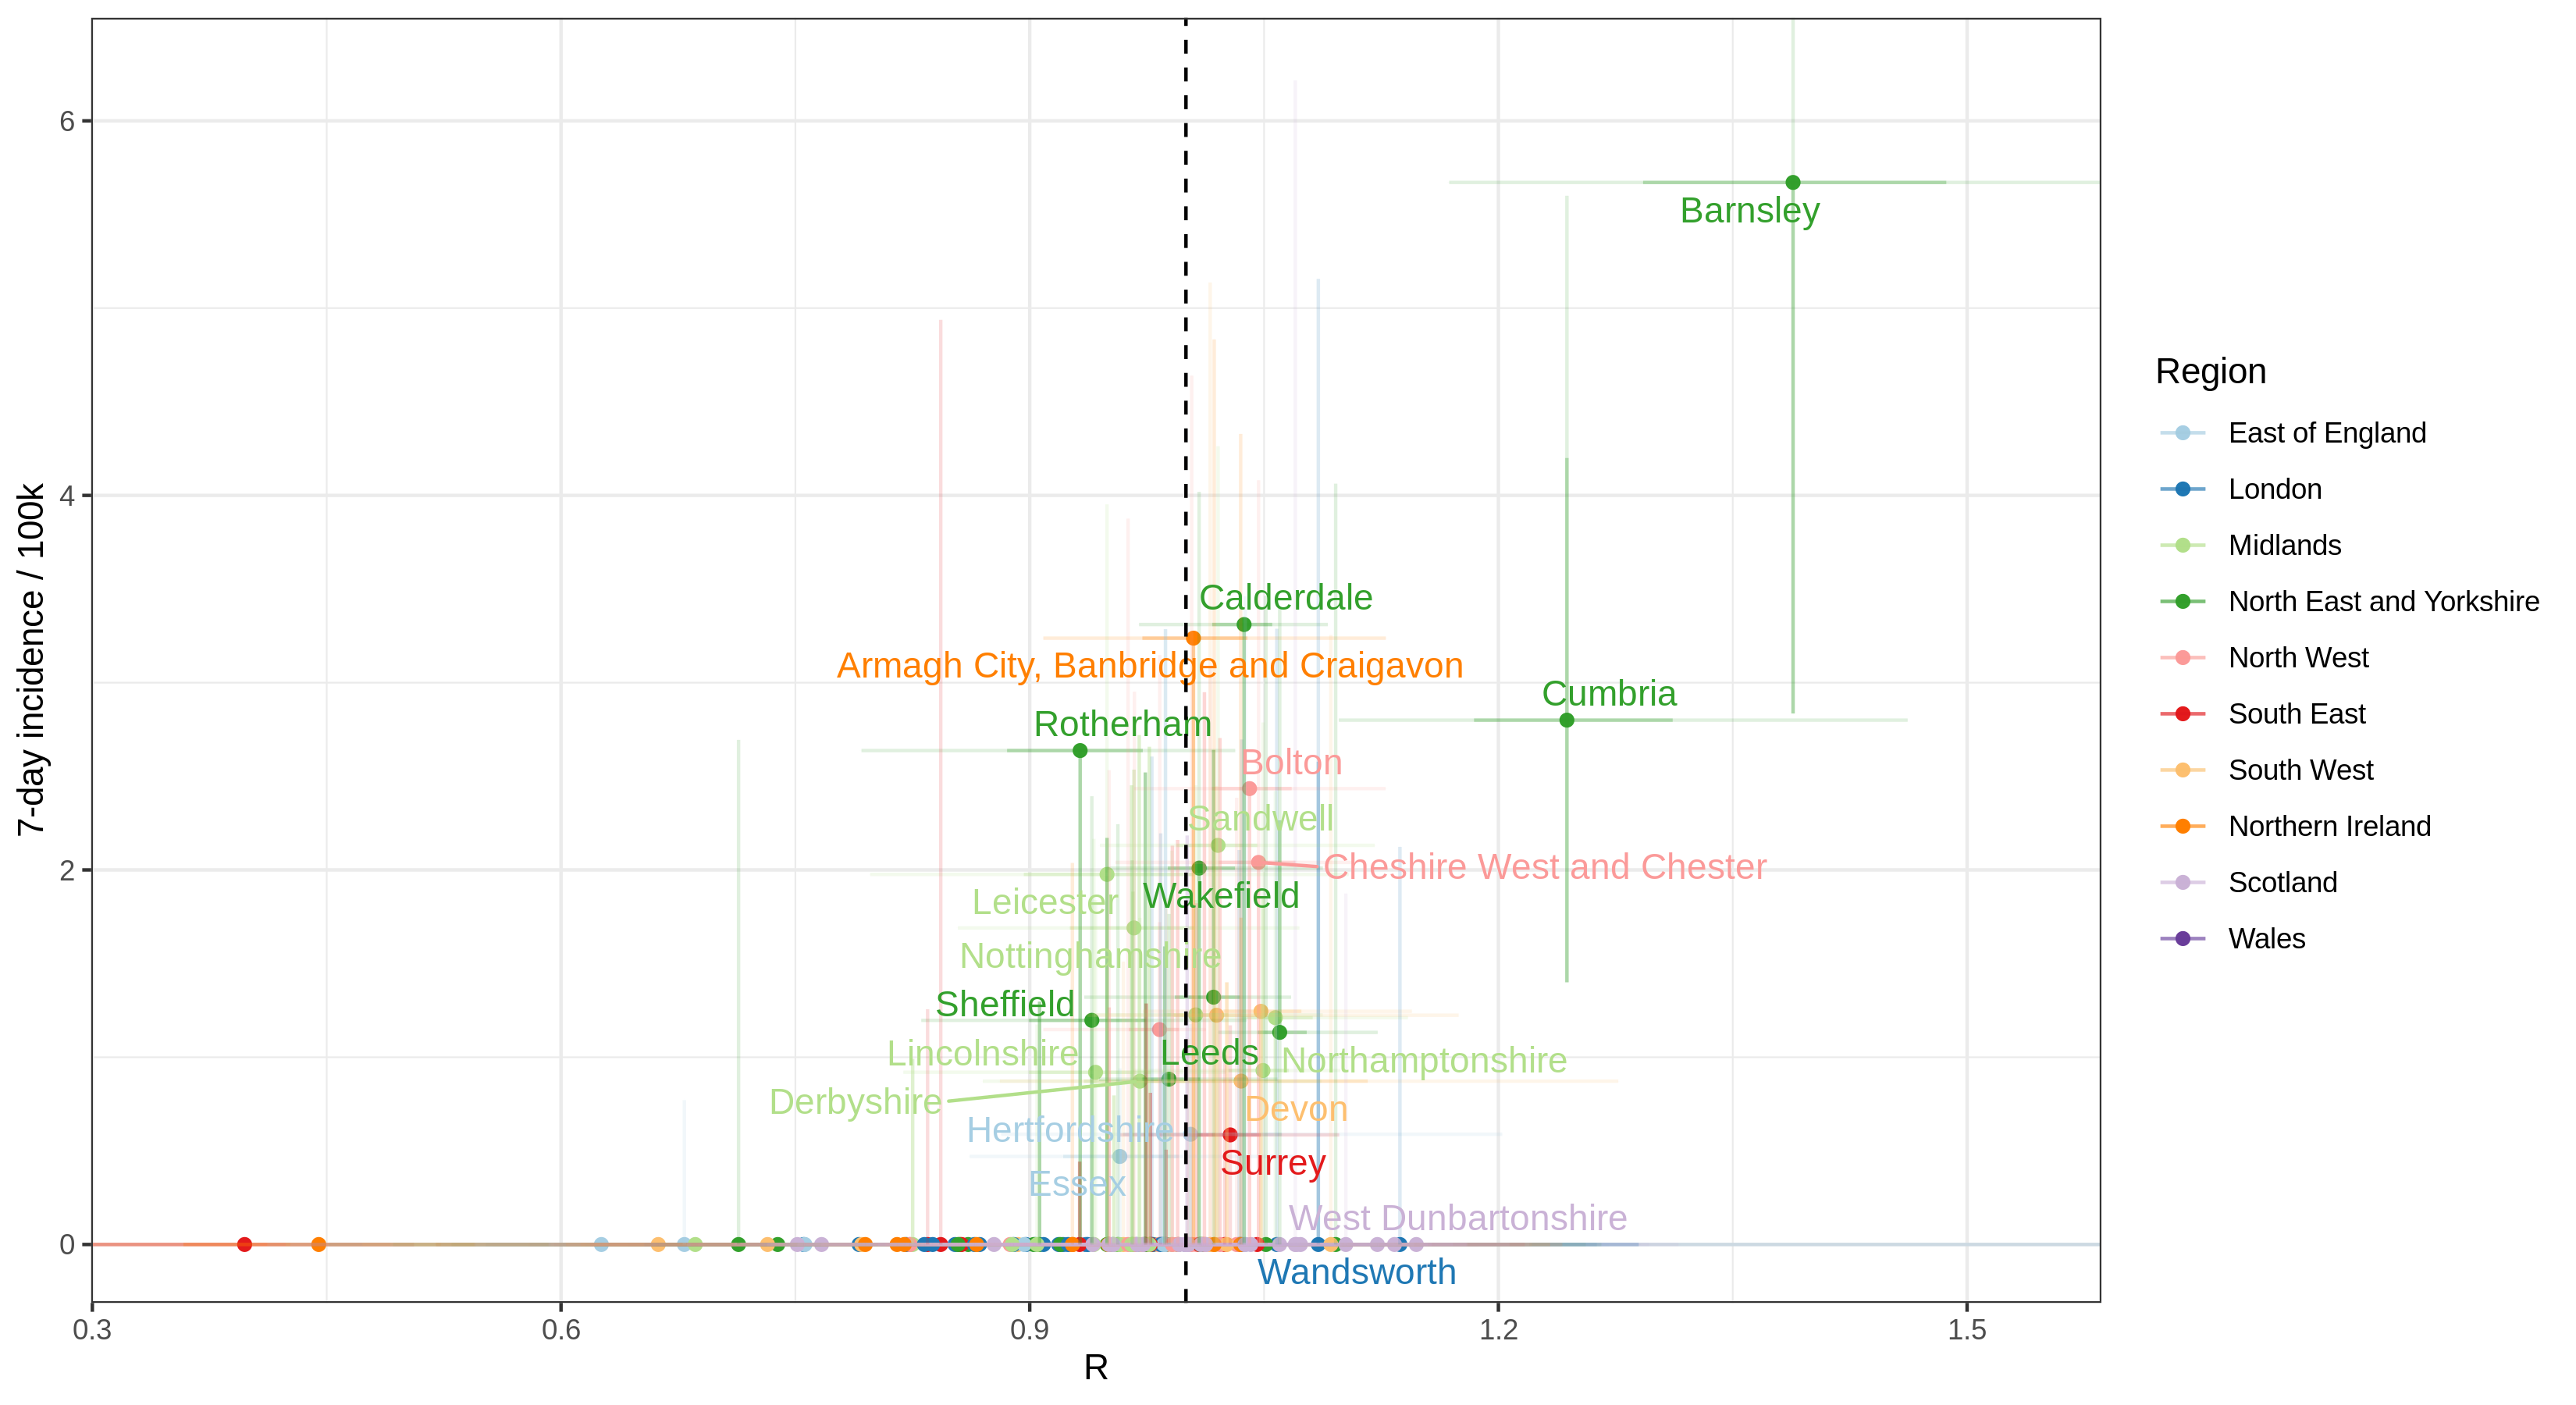 6
4
2
0
7-day incidence / 100k
Barnsley
Calderdale
Armagh City, Banbridge and Craigavon
Cumbria
Rotherham
Bolton
Sandwell
Cheshire West and Chester
Wakefield
Leicester
Nottinghamshire
Sheffield
Leeds
Lincolnshire
Northamptonshire
Derbyshire
Devon
Hertfordshire
Surrey
Essex
West Dunbartonshire
Wandsworth
0.3 0.6 0.9 1.2 1.5
R
Region
East of England
London
Midlands
North East and Yorkshire
North West
South East
South West
Northern Ireland
Scotland
Wales